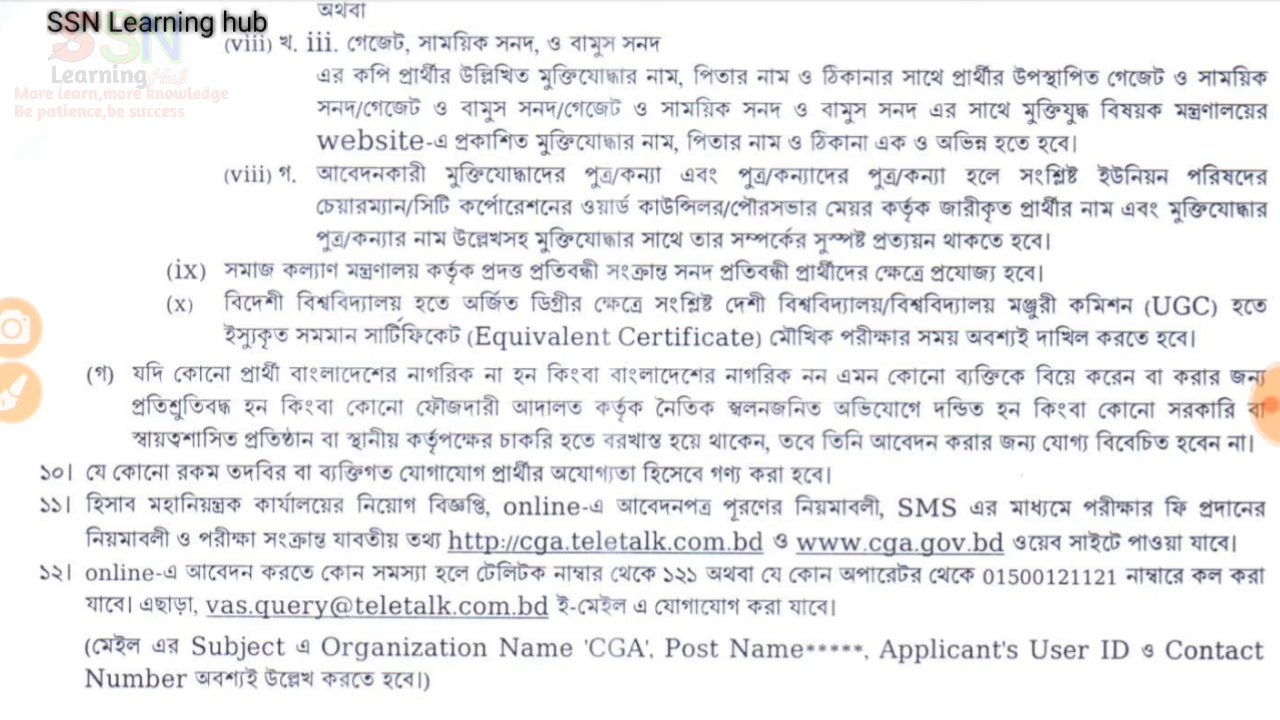 SSN Learning hub
SSN
Learning Hub
More learn,more knowledge
Be patience,be success
অথবা
(viii) খ. iii. গেজেট, সাময়িক সনদ, ও বামুস সনদ
এর কপি প্রার্থীর উল্লিখিত মুক্তিযোদ্ধার নাম, পিতার নাম ও ঠিকানার সাথে প্রার্থীর উপস্থাপিত গেজেট ও সাময়িক
সনদ/গেজেট ও বামুস সনদ/গেজেট ও সাময়িক সনদ ও বামুস সনদ এর সাথে মুক্তিযুদ্ধ বিষয়ক মন্ত্রণালয়ের
website-এ প্রকাশিত মুক্তিযোদ্ধার নাম, পিতার নাম ও ঠিকানা এক ও অভিন্ন হতে হবে।
(viii) গ. আবেদনকারী মুক্তিযোদ্ধাদের পুত্র/কন্যা এবং পুত্র/কন্যাদের পুত্র/কন্যা হলে সংশ্লিষ্ট ইউনিয়ন পরিষদের
চেয়ারম্যান/সিটি কর্পোরেশনের ওয়ার্ড কাউন্সিলর/পৌরসভার মেয়র কর্তৃক জারীকৃত প্রার্থীর নাম এবং মুক্তিযোদ্ধার
পুত্র/কন্যার নাম উল্লেখসহ মুক্তিযোদ্ধার সাথে তার সম্পর্কের সুস্পষ্ট প্রত্যয়ন থাকতে হবে।
(ix) সমাজ কল্যাণ মন্ত্রণালয় কর্তৃক প্রদত্ত প্রতিবন্ধী সংক্রান্ত সনদ প্রতিবন্ধী প্রার্থীদের ক্ষেত্রে প্রযোজ্য হবে।
(x) বিদেশী বিশ্ববিদ্যালয় হতে অর্জিত ডিগ্রীর ক্ষেত্রে সংশ্লিষ্ট দেশী বিশ্ববিদ্যালয়/বিশ্ববিদ্যালয় মঞ্জুরী কমিশন (UGC) হতে
ইস্যুকৃত সমমান সার্টিফিকেট (Equivalent Certificate) মৌখিক পরীক্ষার সময় অবশ্যই দাখিল করতে হবে।
(গ) যদি কোনো প্রার্থী বাংলাদেশের নাগরিক না হন কিংবা বাংলাদেশের নাগরিক নন এমন কোনো ব্যক্তিকে বিয়ে করেন বা করার জন্য
প্রতিশ্রুতিবদ্ধ হন কিংবা কোনো ফৌজদারী আদালত কর্তৃক নৈতিক স্খলনজনিত অভিযোগে দন্ডিত হন কিংবা কোনো সরকারি বা
স্বায়ত্বশাসিত প্রতিষ্ঠান বা স্থানীয় কর্তৃপক্ষের চাকরি হতে বরখাস্ত হয়ে থাকেন, তবে তিনি আবেদন করার জন্য যোগ্য বিবেচিত হবেন না।
১০। যে কোনো রকম তদবির বা ব্যক্তিগত যোগাযোগ প্রার্থীর অযোগ্যতা হিসেবে গণ্য করা হবে।
১১। হিসাব মহানিয়ন্ত্রক কার্যালয়ের নিয়োগ বিজ্ঞপ্তি, online-এ আবেদনপত্র পূরণের নিয়মাবলী, SMS এর মাধ্যমে পরীক্ষার ফি প্রদানের
নিয়মাবলী ও পরীক্ষা সংক্রান্ত যাবতীয় তথ্য http://cga.teletalk.com.bd ও www.cga.gov.bd ওয়েব সাইটে পাওয়া যাবে।
১২। online-এ আবেদন করতে কোন সমস্যা হলে টেলিটক নাম্বার থেকে ১২১ অথবা যে কোন অপারেটর থেকে 01500121121 নাম্বারে কল করা
যাবে। এছাড়া, vas.query@teletalk.com.bd ই-মেইল এ যোগাযোগ করা যাবে।
(মেইল এর Subject এ Organization Name 'CGA', Post Name*****, Applicant's User ID ও Contact
Number অবশ্যই উল্লেখ করতে হবে।)